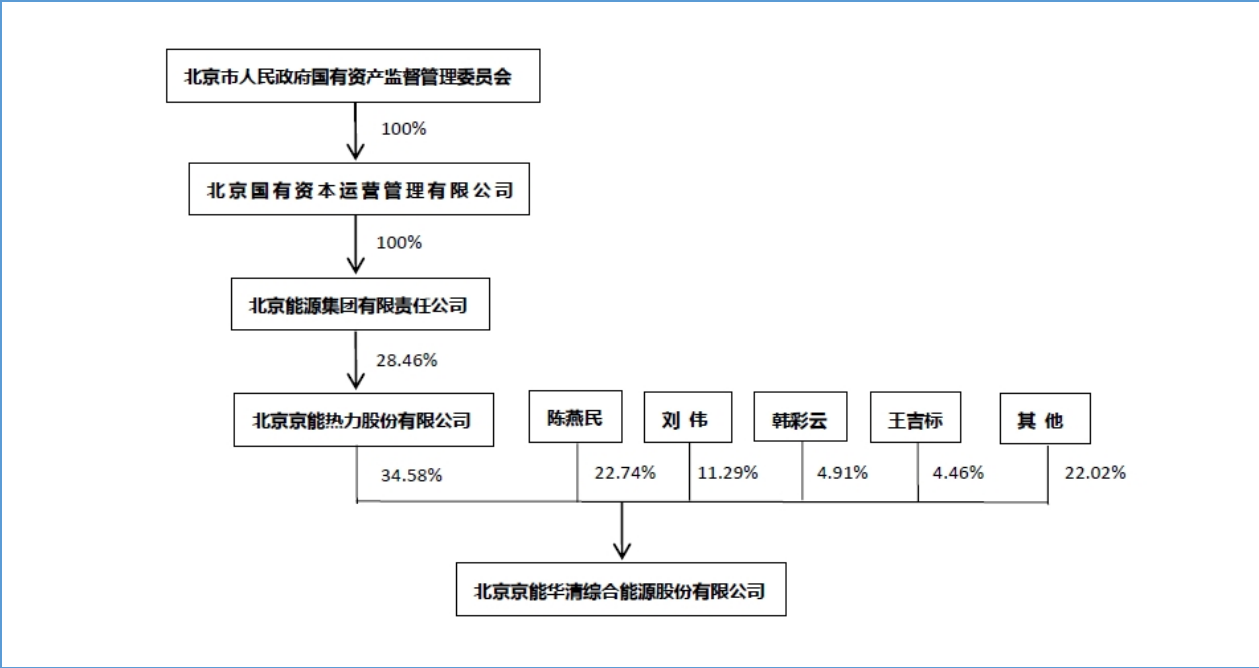 北京市人民政府国有资产监督管理委员会
100%
北京国有资本运营管理有限公司
100%
北京能源集团有限责任公司
28.46%
北京京能热力股份有限公司
陈燕民
刘 伟
韩彩云
王吉标
其 他
34.58%
22.74%
11.29%
4.91%
4.46%
22.02%
北京京能华清综合能源股份有限公司